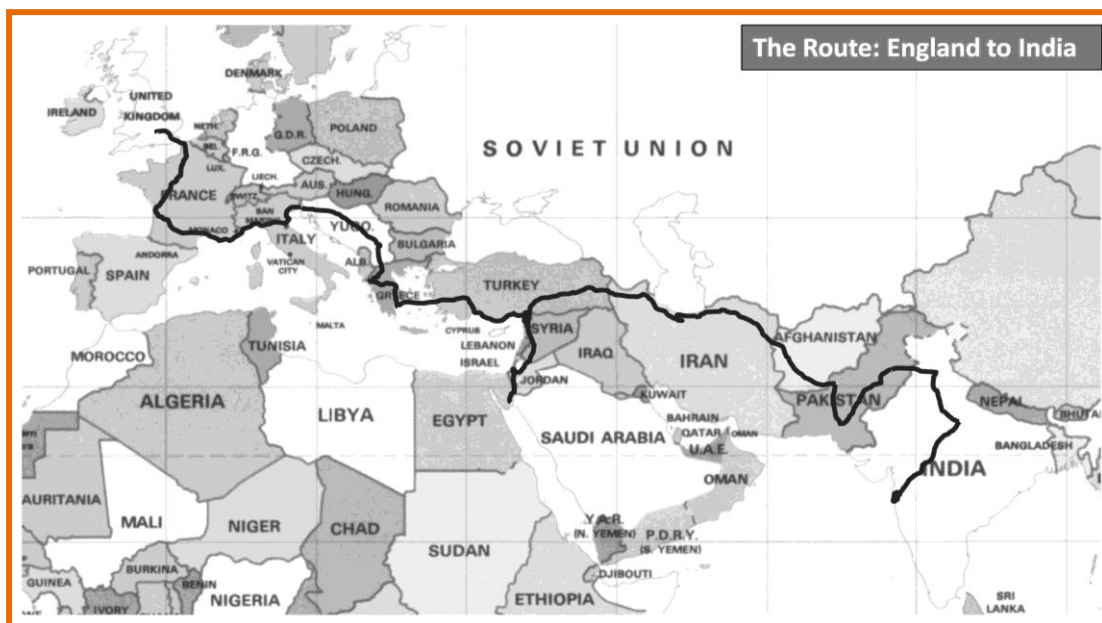 The Route: England to India
DENMARK
UNITED
KINGDOM
IRELAND
NETH.
G.D.R.
POLAND
BEL.
F.R.G.
SOVIET UNION
LUX.
CZECH.
LIECH.
AUS.
HUNG.
FRANCE
SWITZ.
ROMANIA
SAN
MARINO
MONACO
YUGO.
ITALY
BULGARIA
ANDORRA
VATICAN
CITY
ALB.
PORTUGAL
SPAIN
GREECE
TURKEY
MALTA
CYPRUS
SYRIA
AFGHANISTAN
TUNISIA
LEBANON
MOROCCO
ISRAEL
IRAQ
IRAN
JORDAN
ALGERIA
KUWAIT
PAKISTAN
NEPAL
BHUTAN
LIBYA
EGYPT
BAHRAIN
SAUDI ARABIA
QATAR
OMAN
BANGLADESH
U.A.E.
INDIA
OMAN
AURITANIA
MALI
NIGER
CHAD
Y.A.R.
(N. YEMEN)
P.D.R.Y.
(S. YEMEN)
SUDAN
DJIBOUTI
BURKINA
GUINEA
BENIN
IVORY
NIGERIA
ETHIOPIA
SRI
LANKA